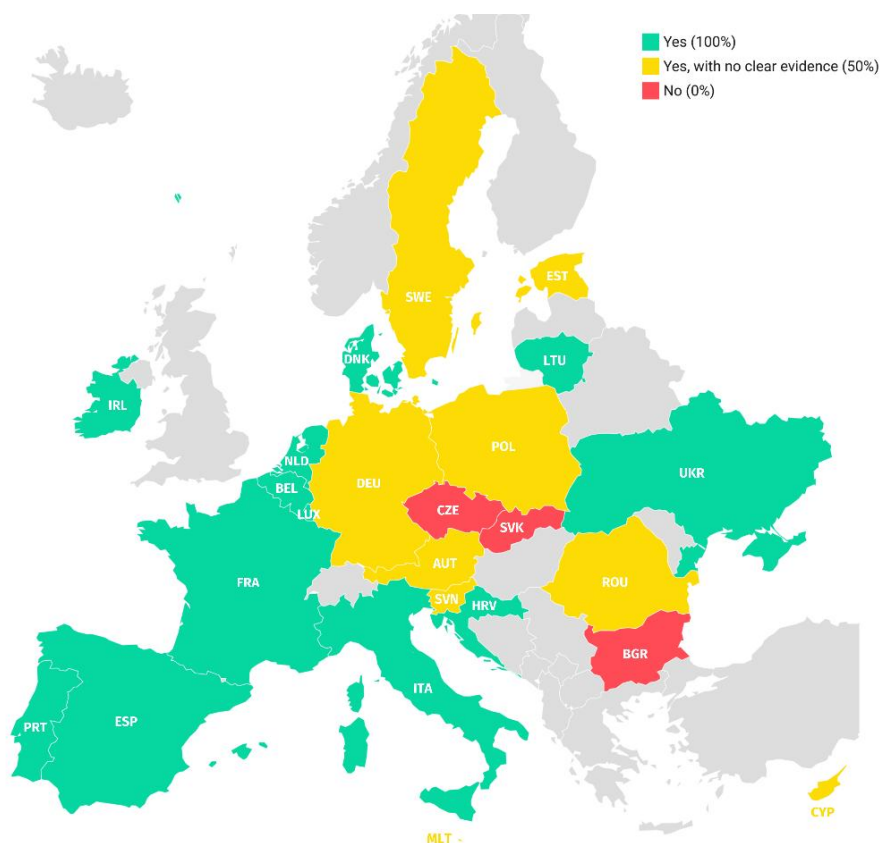 Yes (100%)
Yes, with no clear evidence (50%)
No (0%)
SWE
EST
DNK
LTU
IRL
NLD
POL
UKR
DEU
BEL
CZE
LUX
SVK
AUT
FRA
ROU
SVN
HRV
BGR
ITA
PRT
ESP
CYP
MLT